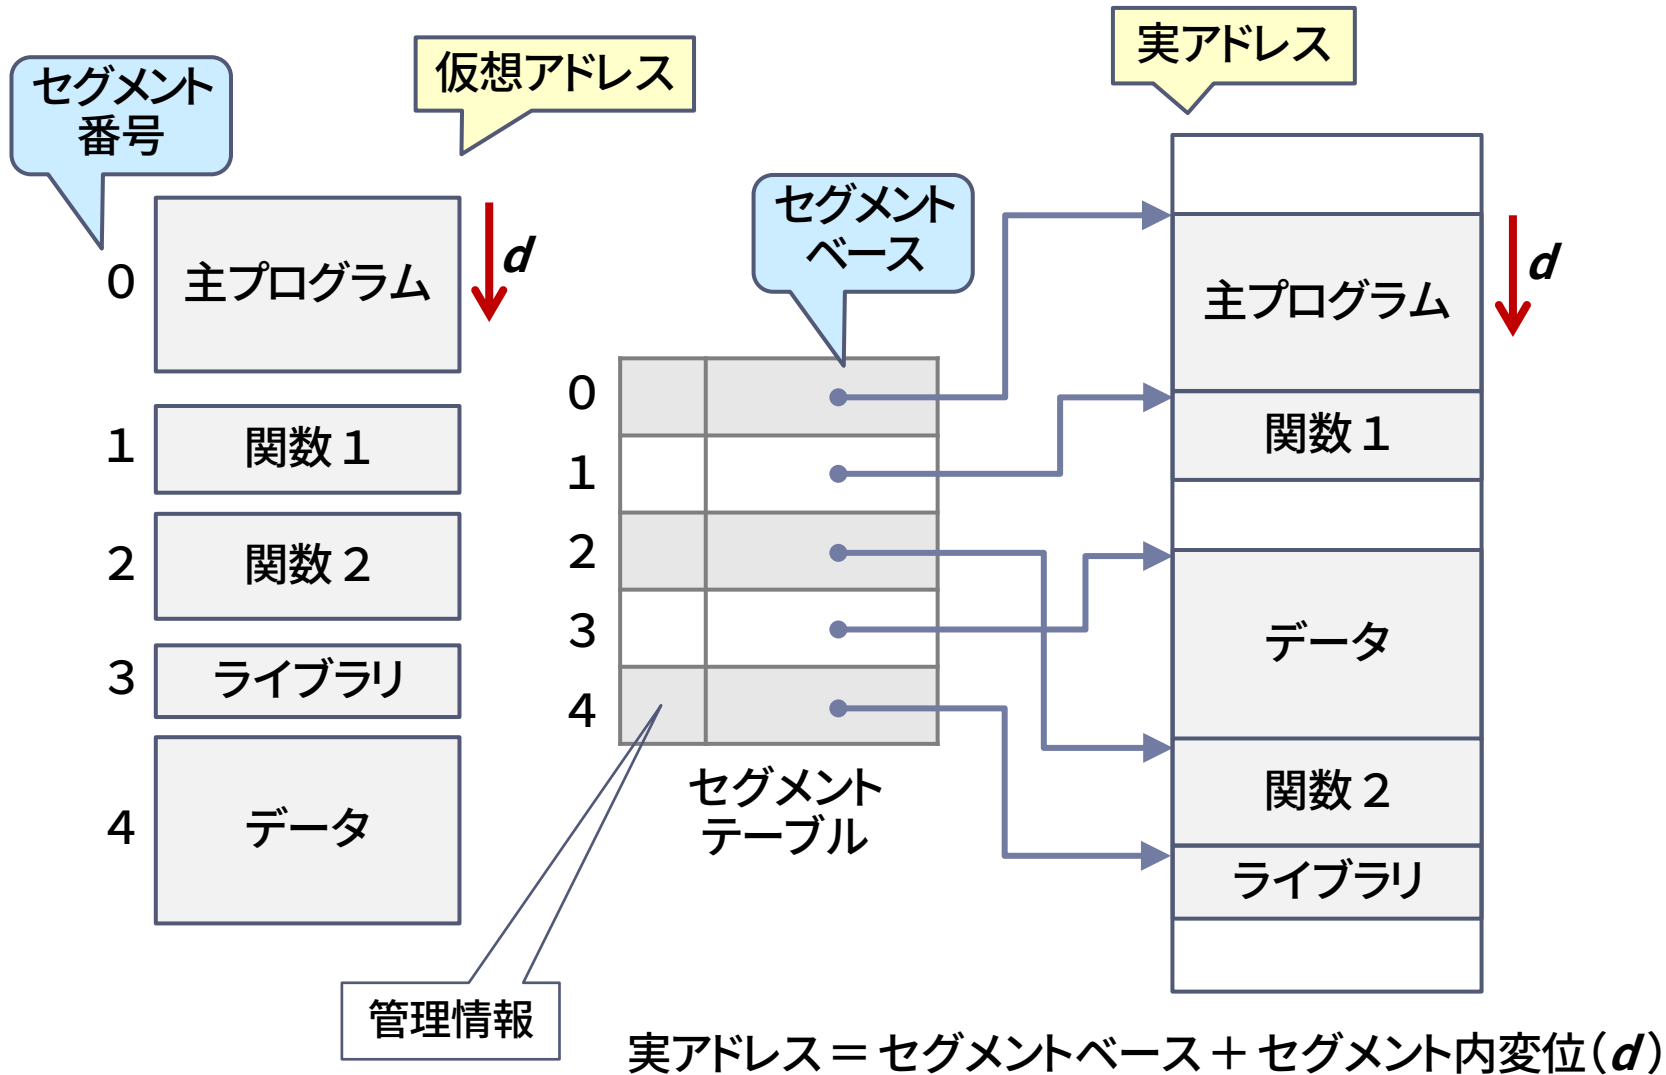 セグメント
番号
仮想アドレス
実アドレス
0
主プログラム
d
1
関数1
2
関数2
3
ライブラリ
4
データ
セグメント
ベース
0
1
2
3
4
セグメント
テーブル
管理情報
主プログラム
d
関数1
データ
関数2
ライブラリ
実アドレス=セグメントベース+セグメント内変位(d)